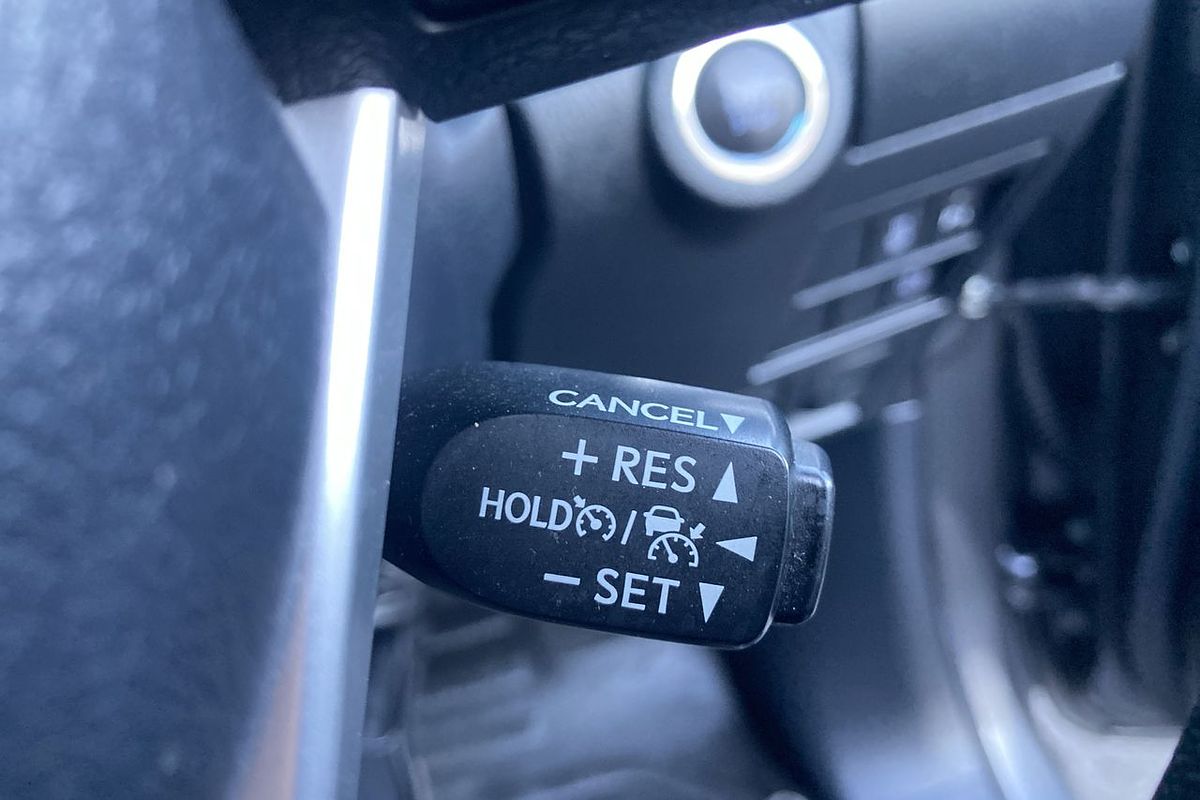 CANCEL▼
+ RES ▲
HOLD / ◀
− SET ▼